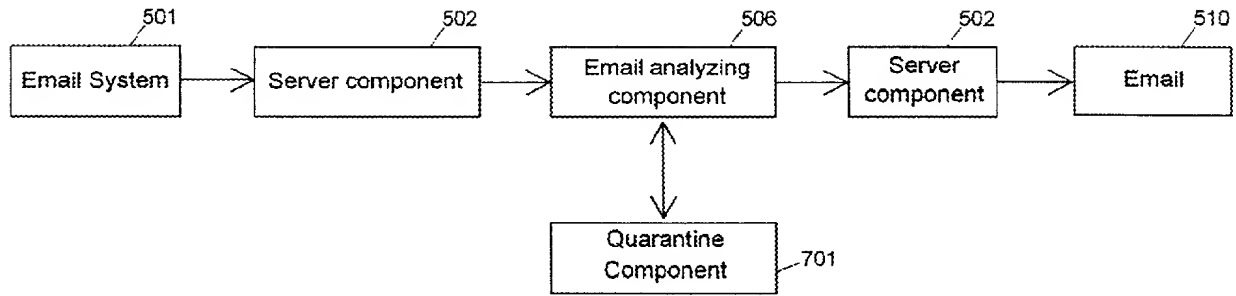 501
502
506
502
510
Email System
Server component
Email analyzing
component
Server
component
Email
Quarantine
Component
701